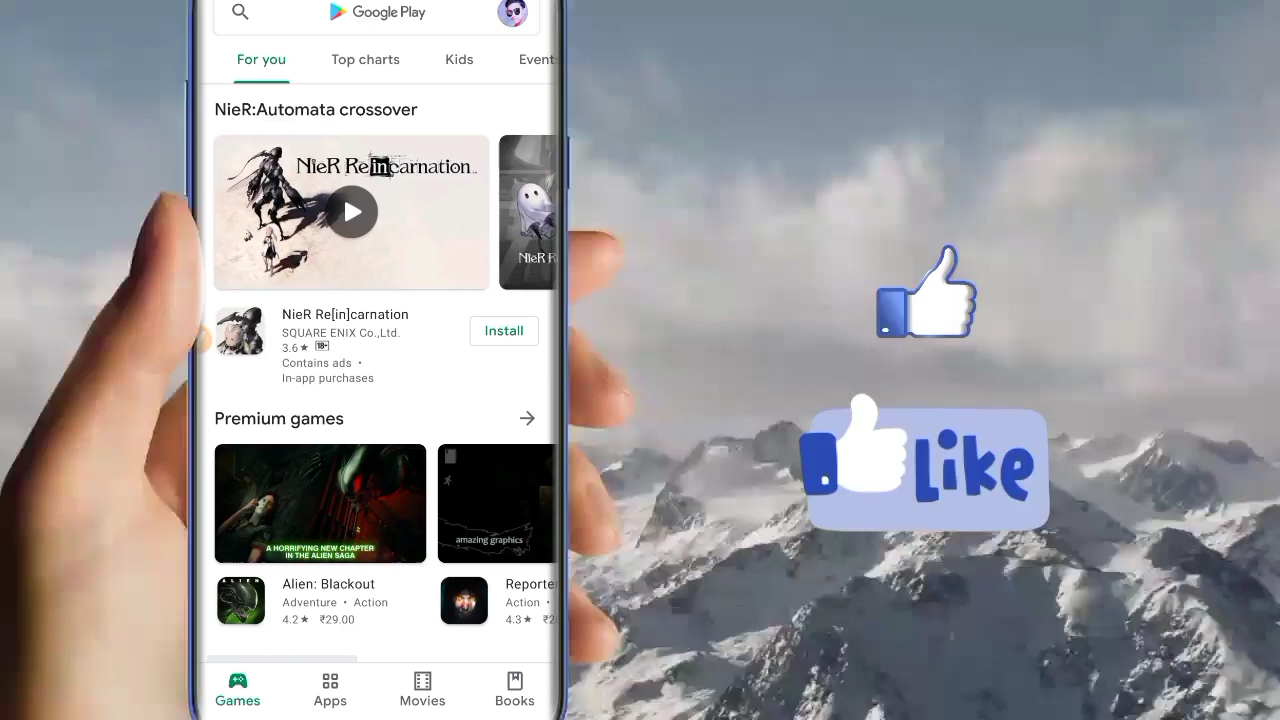 Google Play
For you Top charts Kids Events
NieR:Automata crossover
NieR Re[in]carnation
NieR R
NieR Re[in]carnation
SQUARE ENIX Co.,Ltd.
3.6★ 18+
Contains ads •
In-app purchases
Install
Premium games
A HORRIFYING NEW CHAPTER
IN THE ALIEN SAGA
amazing graphics
ALIEN
Alien: Blackout
Adventure • Action
4.2★ ₹29.00
Reporte
Action •
4.3★ ₹2
Games Apps Movies Books
Like